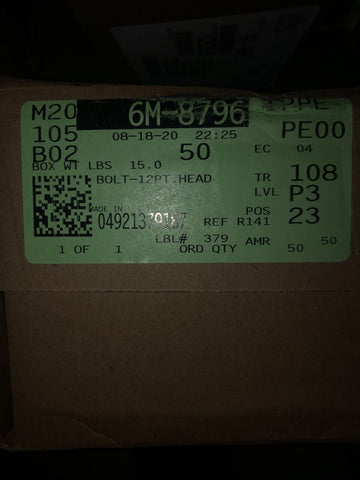 M20 6M-8796
105 08-18-20 22:25 PE00
B02 50 EC 04
BOX WT LBS 15.0
BOLT-12PT.HEAD TR 108
LVL P3
MADE IN POS 23
REF R141
LBL# 379 AMR 50
1 OF 1 ORD QTY 50